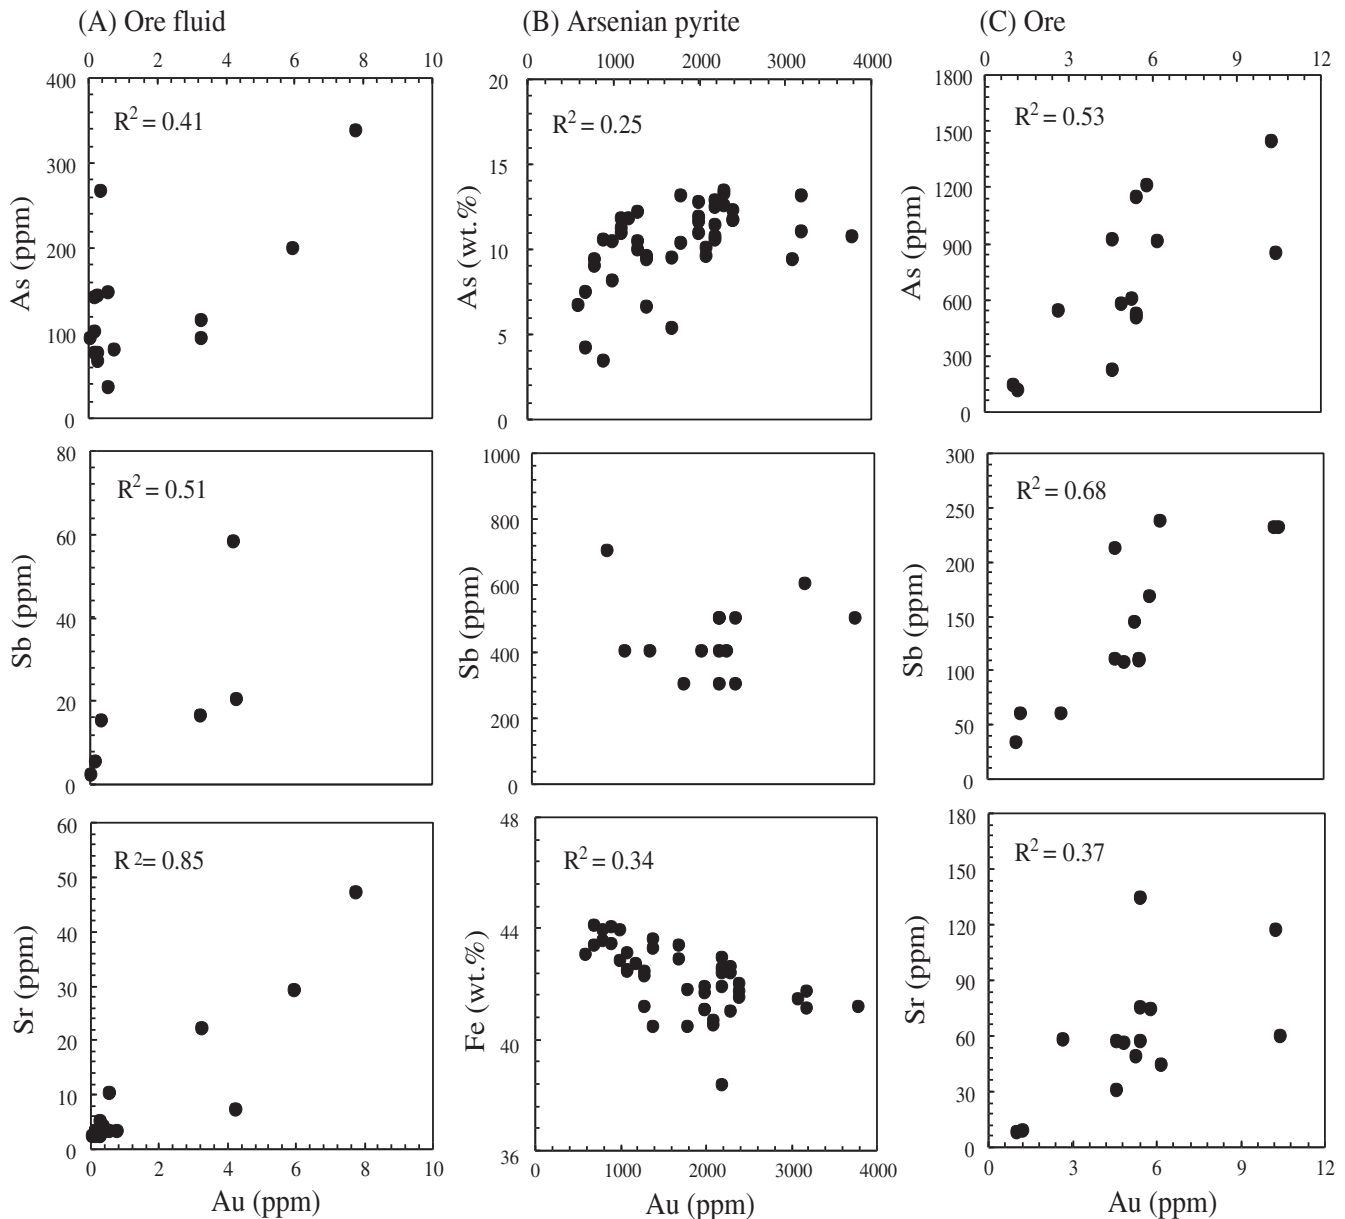 (A) Ore fluid
(B) Arsenian pyrite
(C) Ore
0 2 4 6 8 10
0 1000 2000 3000 4000
0 3 6 9 12
400
300
200
100
0
As (ppm)
R² = 0.41
20
15
10
5
0
As (wt.%)
R² = 0.25
1800
1500
1200
900
600
300
0
As (ppm)
R² = 0.53
80
60
40
20
0
Sb (ppm)
R² = 0.51
1000
800
600
400
200
0
Sb (ppm)
300
250
200
150
100
50
0
Sb (ppm)
R² = 0.68
60
50
40
30
20
10
0
Sr (ppm)
R 2= 0.85
48
44
40
36
Fe (wt.%)
R² = 0.34
180
150
120
90
60
30
0
Sr (ppm)
R² = 0.37
0 2 4 6 8 10
0 1000 2000 3000 4000
0 3 6 9 12
Au (ppm)
Au (ppm)
Au (ppm)